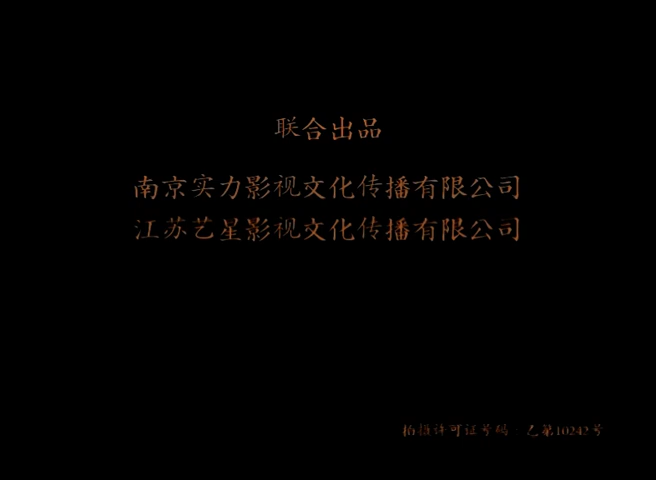 联合出品
南京实力影视文化传播有限公司
江苏艺星影视文化传播有限公司
拍摄许可证号码:乙第10242号